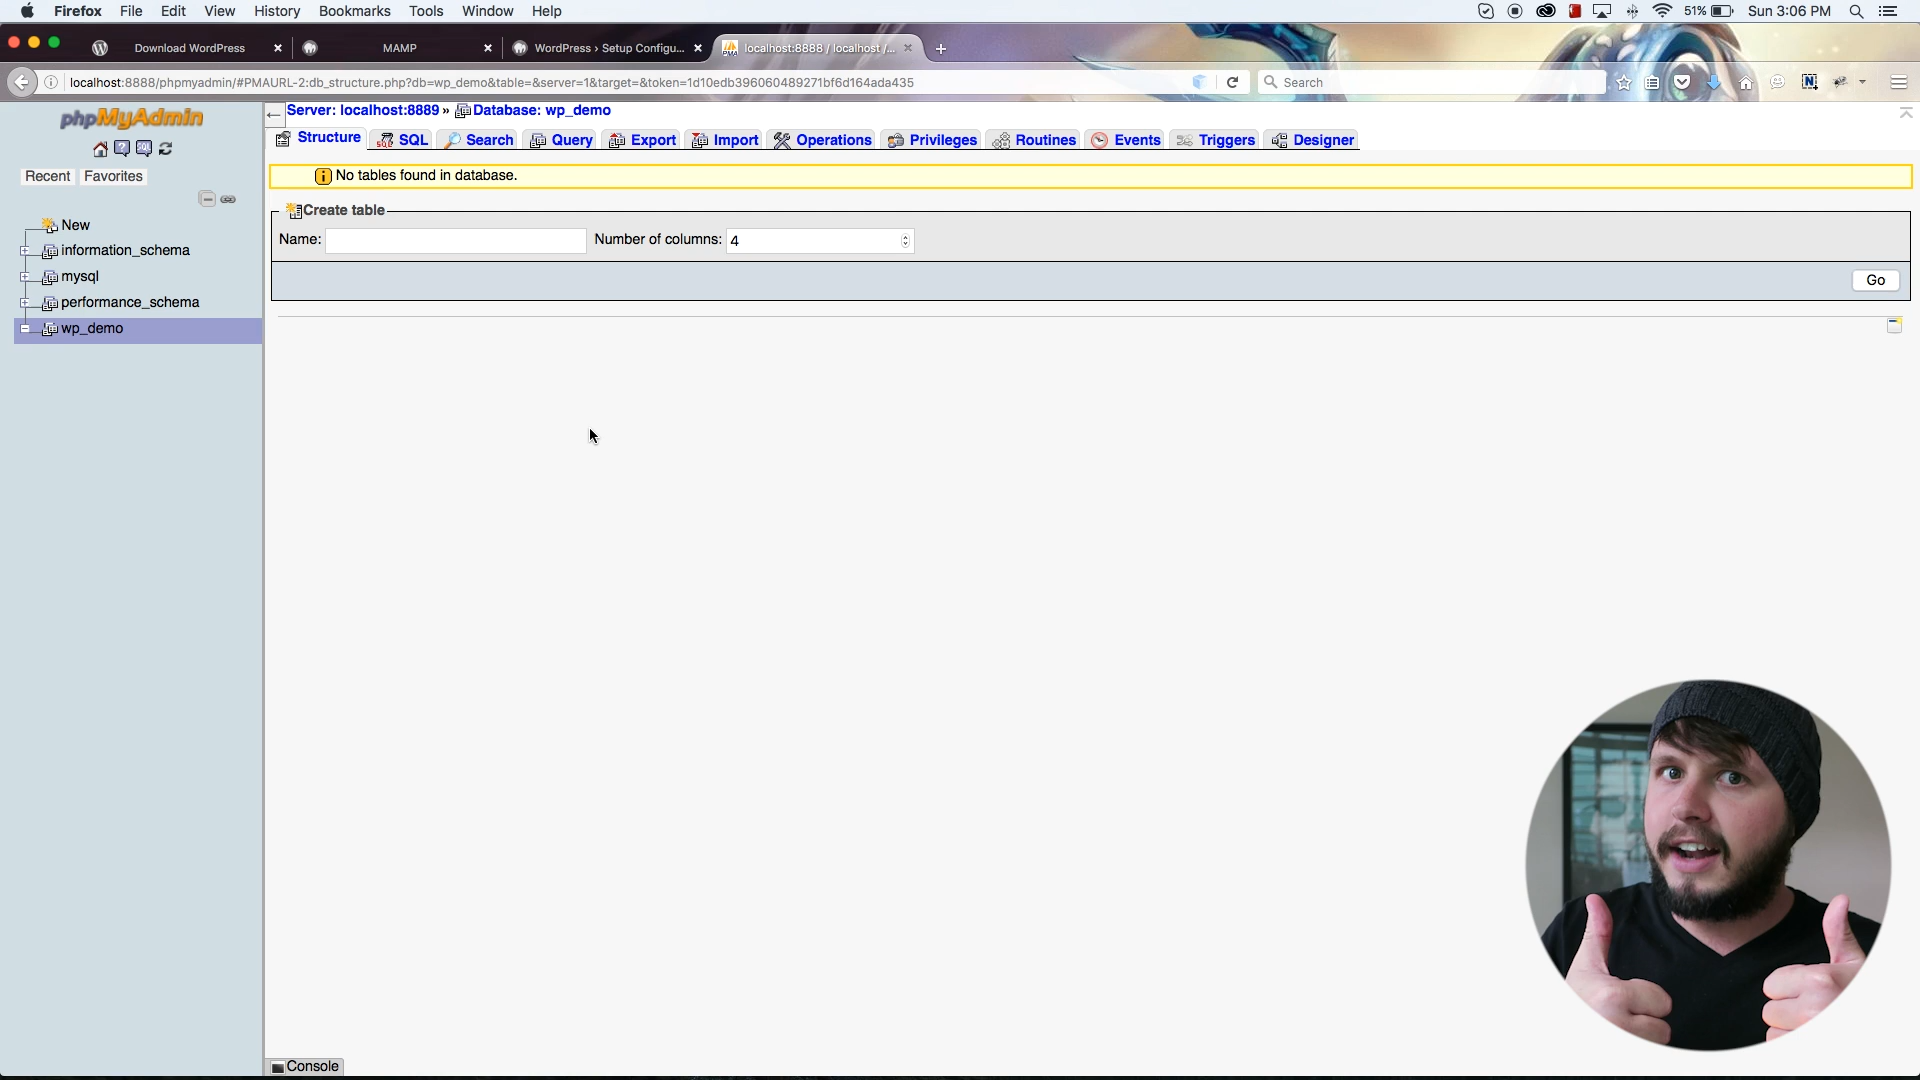 Firefox File Edit View History Bookmarks Tools Window Help 51% Sun 3:06 PM
Download WordPress MAMP WordPress › Setup Configu... localhost:8888 / localhost /...
localhost:8888/phpmyadmin/#PMAURL-2:db_structure.php?db=wp_demo&table=&server=1&target=&token=1d10edb396060489271bf6d164ada435 Search
phpMyAdmin
Server: localhost:8889 » Database: wp_demo
Structure SQL Search Query Export Import Operations Privileges Routines Events Triggers Designer
Recent Favorites
No tables found in database.
New
information_schema
mysql
performance_schema
wp_demo
Create table
Name: Number of columns: 4
Go
Console